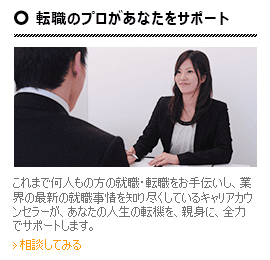 転職のプロがあなたをサポート
これまで何人もの方の就職・転職をお手伝いし、業
界の最新の就職事情を知り尽くしているキャリアカウ
ンセラーが、あなたの人生の転機を、親身に、全力
でサポートします。
> 相談してみる